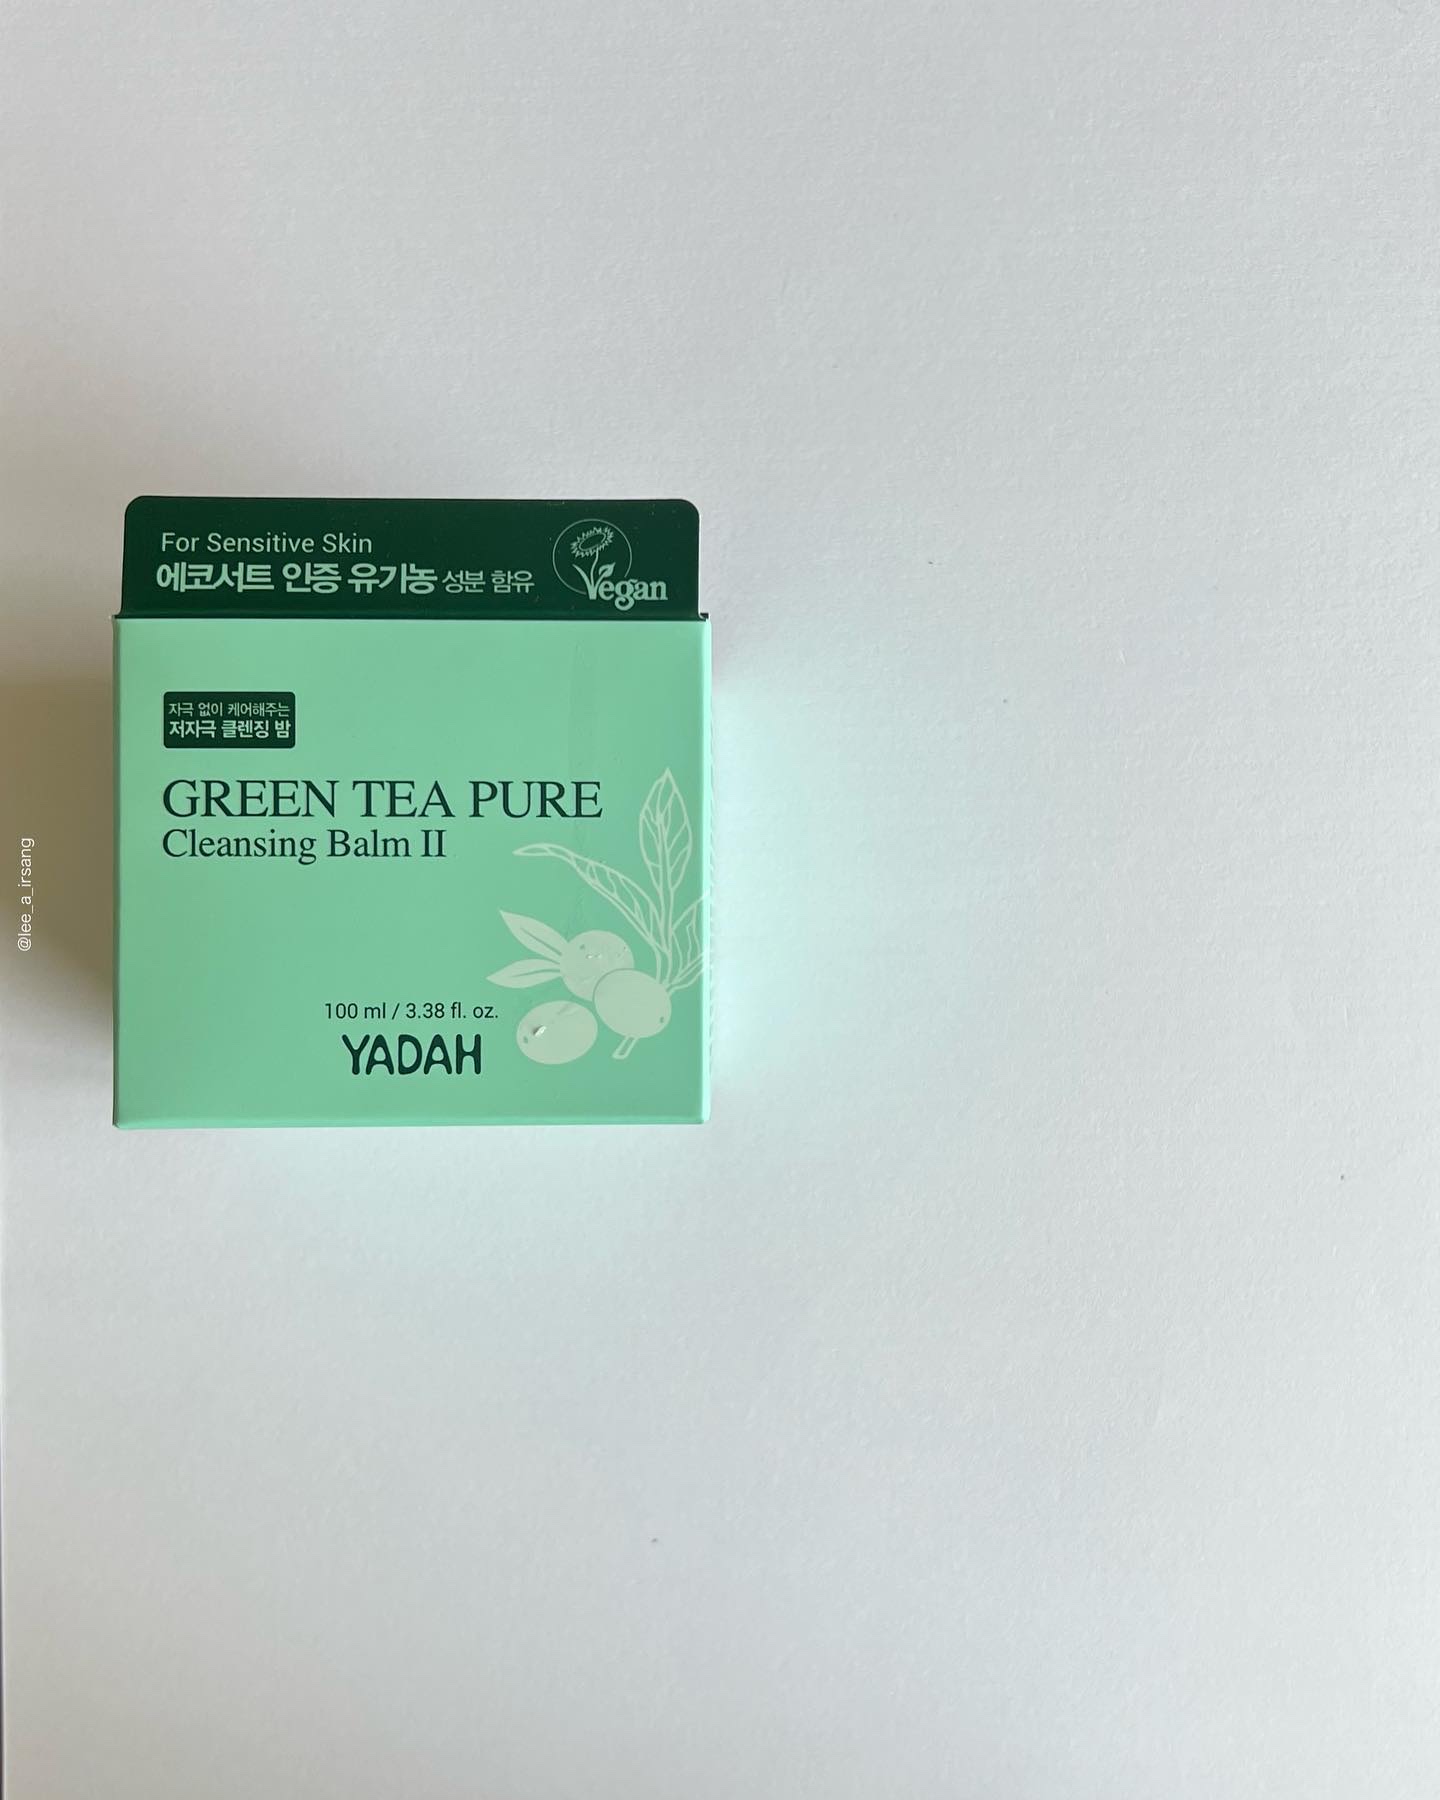 For Sensitive Skin
에코서트 인증 유기농 성분 함유
Vegan
자극 없이 케어해주는
저자극 클렌징 밤
GREEN TEA PURE
Cleansing Balm II
100 ml / 3.38 fl. oz.
YADAH
@lee_a_irsang